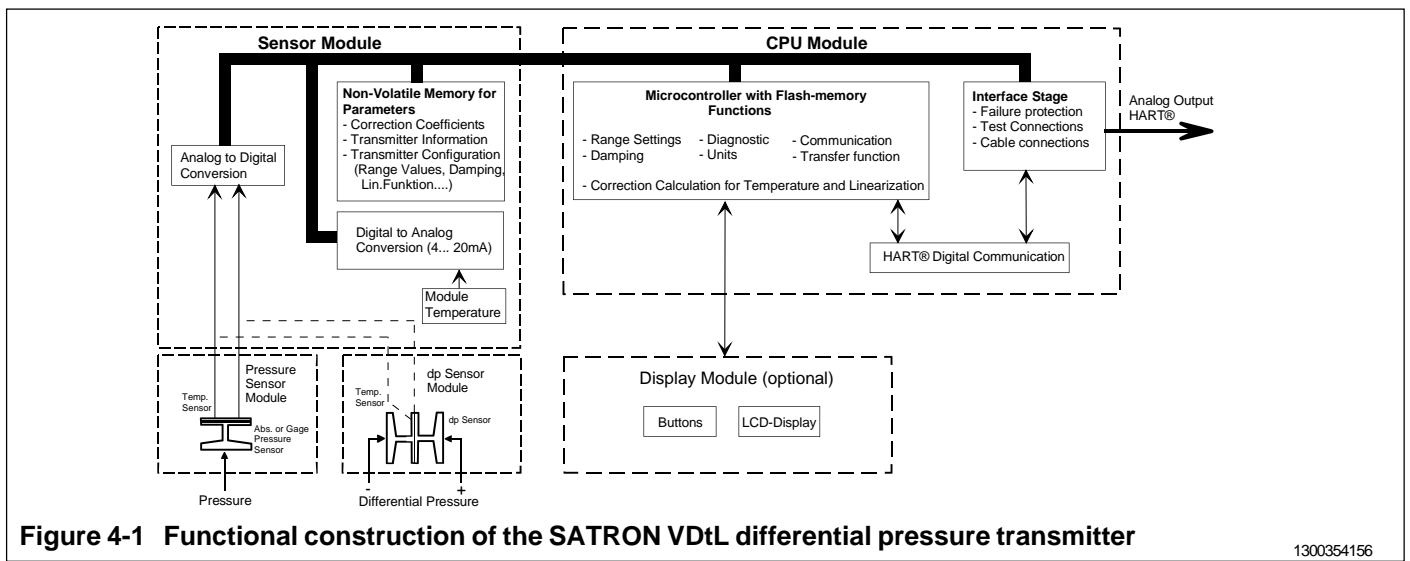 Sensor Module
Non-Volatile Memory for
Parameters
- Correction Coefficients
- Transmitter Information
- Transmitter Configuration
(Range Values, Damping,
Lin.Funktion....)
Analog to Digital
Conversion
Digital to Analog
Conversion (4... 20mA)
Module
Temperature
CPU Module
Microcontroller with Flash-memory
Functions
- Range Settings - Diagnostic - Communication
- Damping - Units - Transfer function
- Correction Calculation for Temperature and Linearization
Interface Stage
- Failure protection
- Test Connections
- Cable connections
Analog Output
HART®
HART® Digital Communication
Pressure
Sensor
Module
Temp.
Sensor
Abs. or Gage
Pressure
Sensor
Pressure
dp Sensor
Module
Temp.
Sensor
dp Sensor
- +
Differential Pressure
Display Module (optional)
Buttons
LCD-Display
Figure 4-1 Functional construction of the SATRON VDtL differential pressure transmitter
1300354156